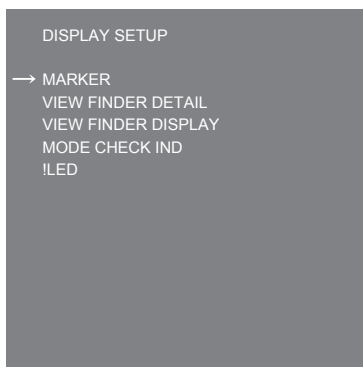 DISPLAY SETUP
→ MARKER
VIEW FINDER DETAIL
VIEW FINDER DISPLAY
MODE CHECK IND
!LED